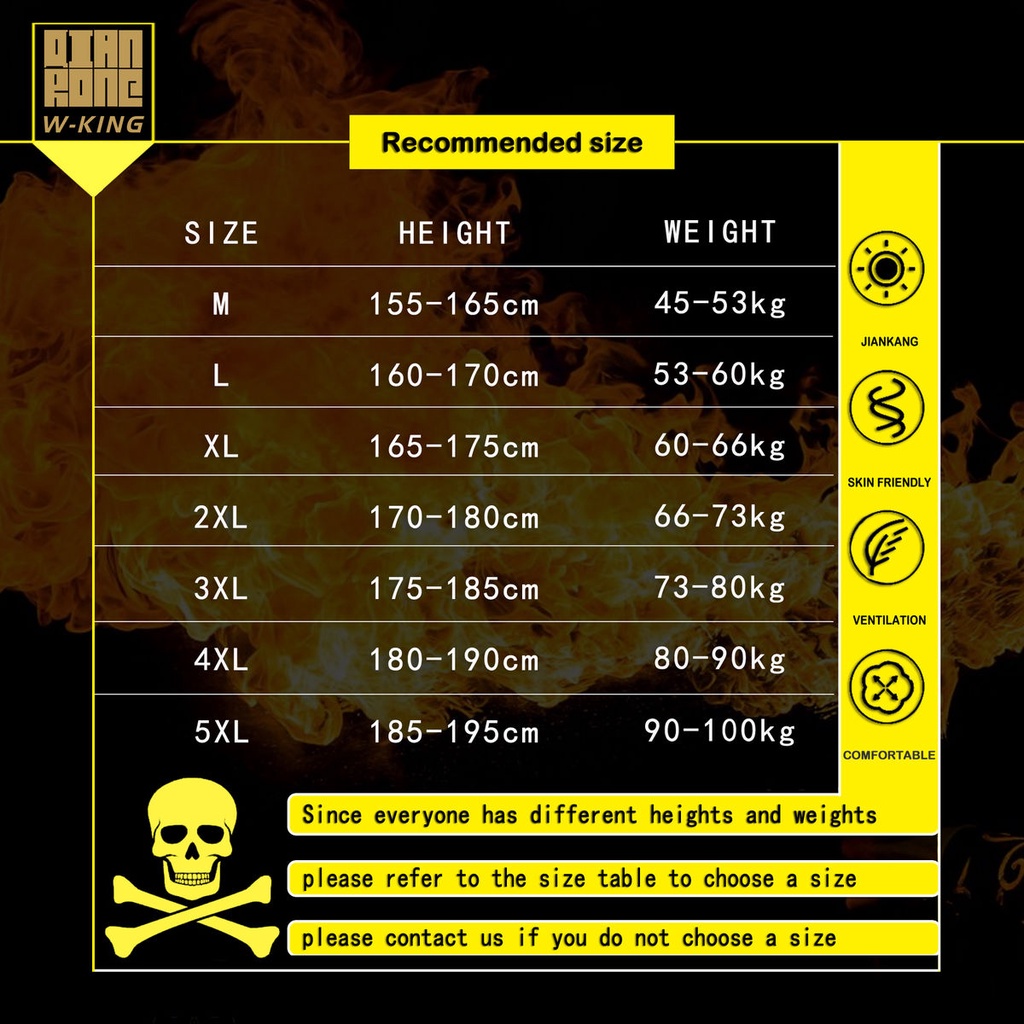 QIAN
RONG
W-KING
Recommended size
SIZE HEIGHT WEIGHT
M 155-165cm 45-53kg
L 160-170cm 53-60kg
XL 165-175cm 60-66kg
2XL 170-180cm 66-73kg
3XL 175-185cm 73-80kg
4XL 180-190cm 80-90kg
5XL 185-195cm 90-100kg
JIANKANG
SKIN FRIENDLY
VENTILATION
COMFORTABLE
Since everyone has different heights and weights
please refer to the size table to choose a size
please contact us if you do not choose a size